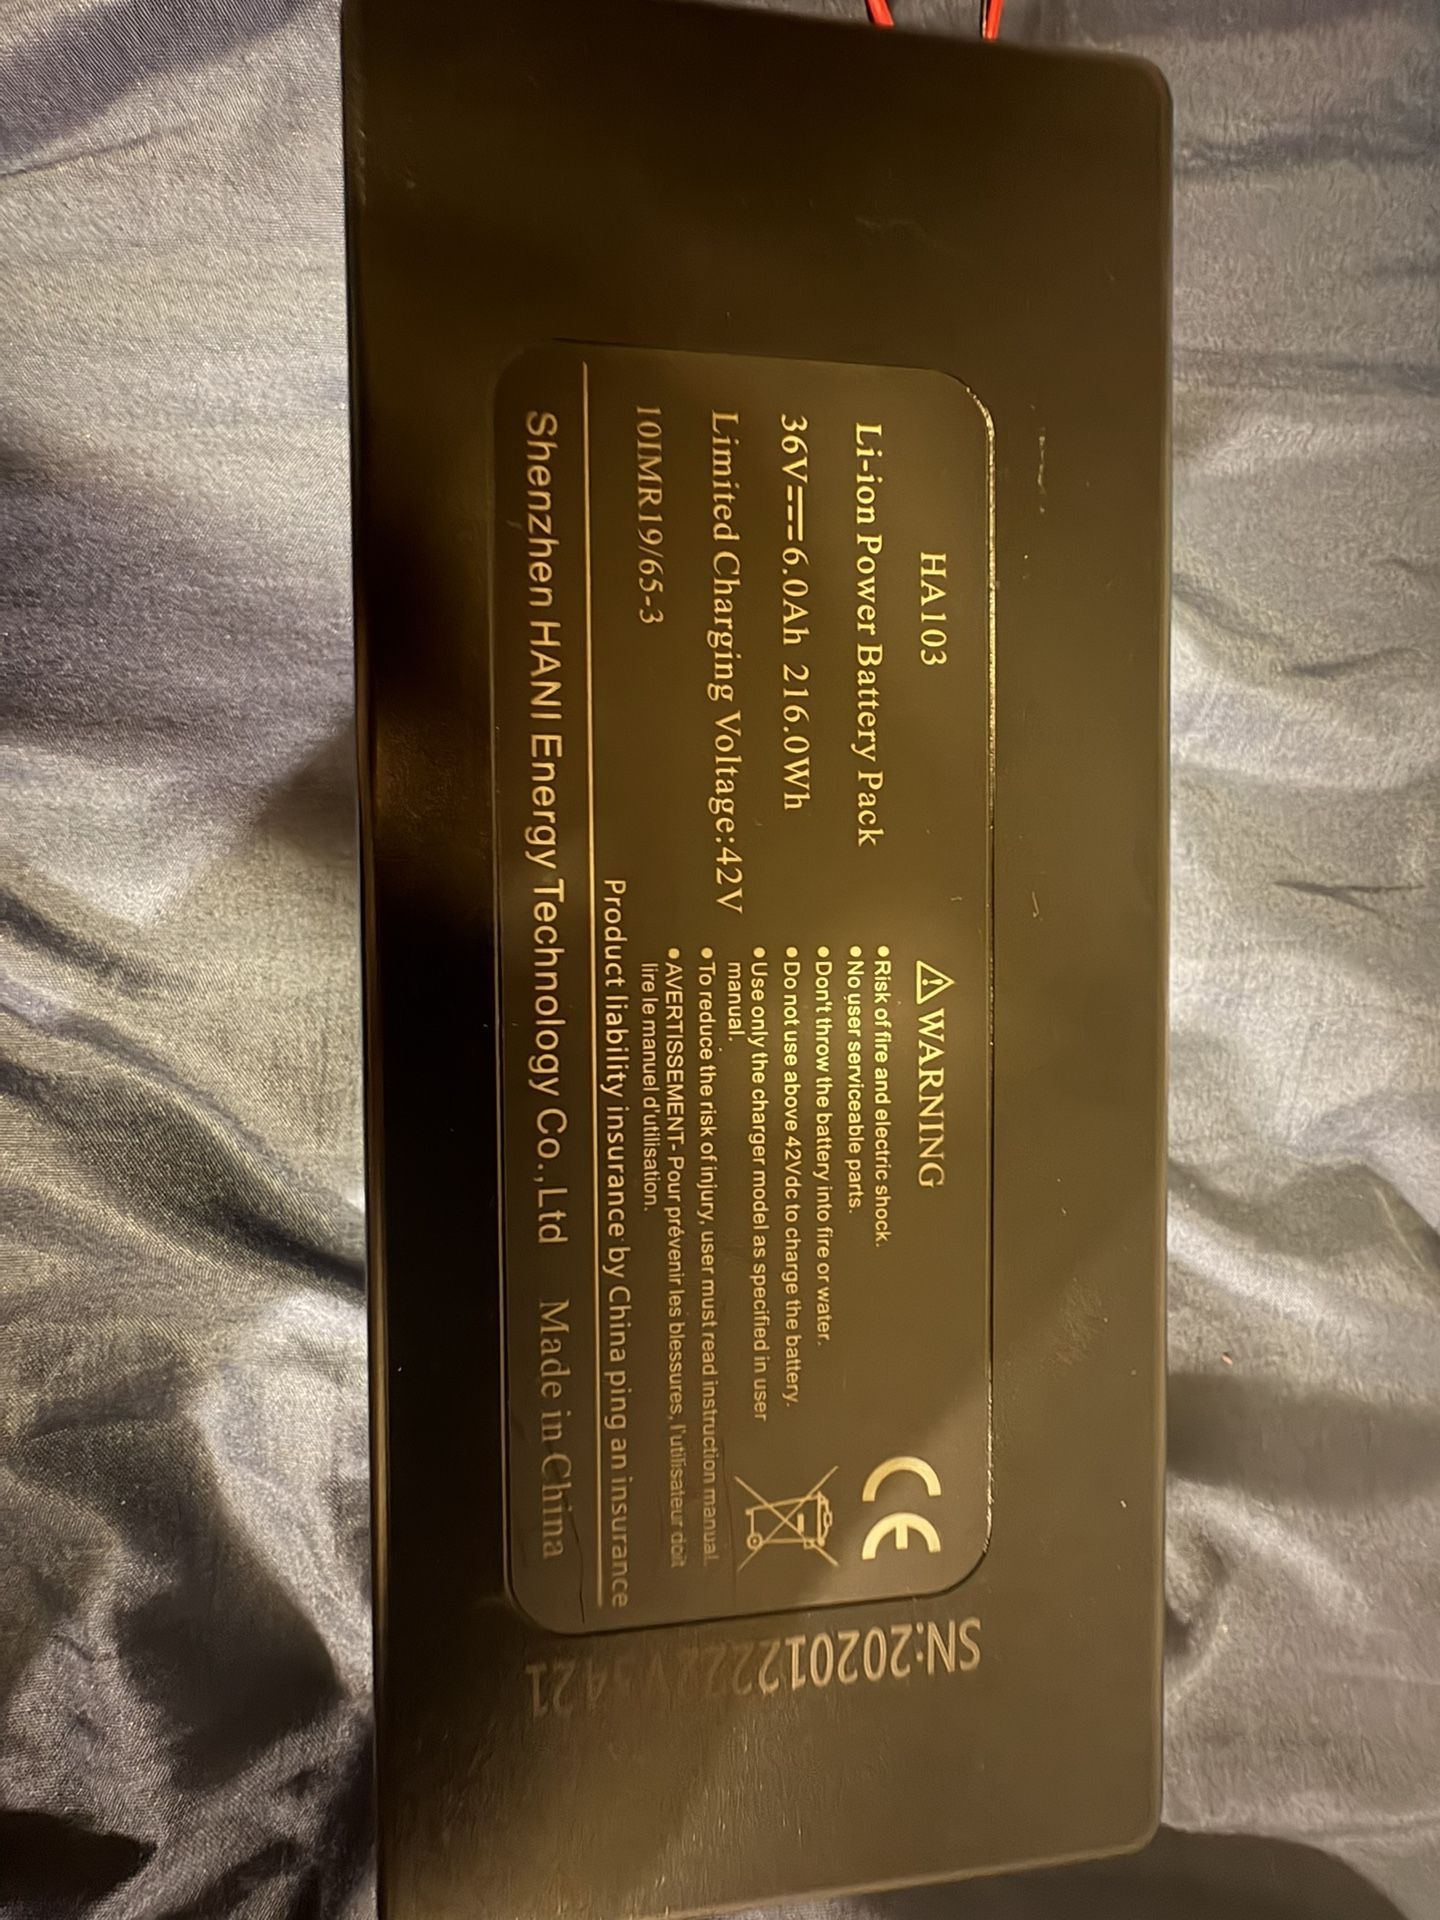 HA103
Li-ion Power Battery Pack
36V⎓6.0Ah 216.0Wh
Limited Charging Voltage:42V
10IMR19/65-3
⚠WARNING
•Risk of fire and electric shock.
•No user serviceable parts.
•Don't throw the battery into fire or water.
•Do not use above 42Vdc to charge the battery.
•Use only the charger model as specified in user
manual.
•To reduce the risk of injury, user must read instruction manual.
•AVERTISSEMENT- Pour prévenir les blessures, l'utilisateur doit
lire le manuel d'utilisation.
CE
Product liability insurance by China ping an insurance
Shenzhen HANI Energy Technology Co.,Ltd Made in China